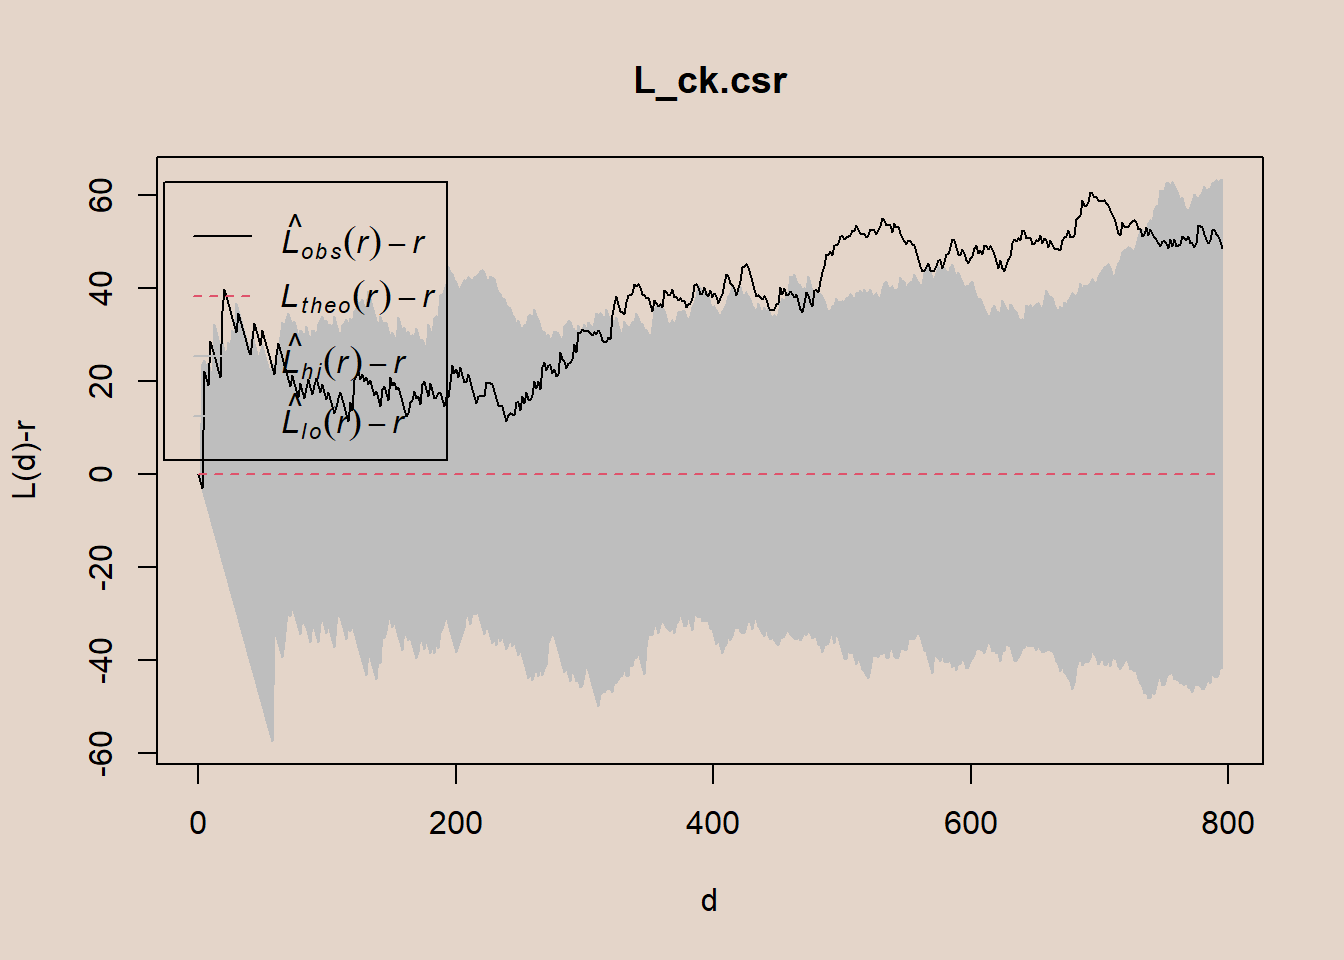 L_ck.csr
L̂obs(r) – r
Ltheo(r) – r
L̂hi(r) – r
L̂lo(r) – r
L(d)-r
60
40
20
0
-20
-40
-60
0 200 400 600 800
d